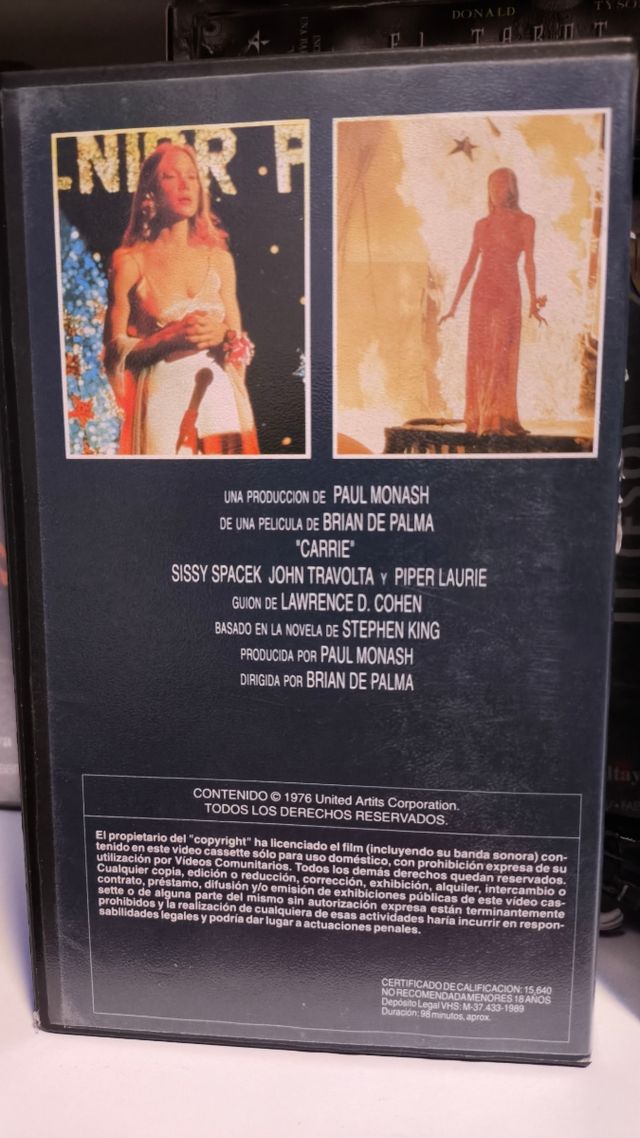 DONALD
TYSO
EL TAROT
NIOR P
UNA PRODUCCION DE PAUL MONASH
DE UNA PELICULA DE BRIAN DE PALMA
"CARRIE"
SISSY SPACEK JOHN TRAVOLTA Y PIPER LAURIE
GUION DE LAWRENCE D. COHEN
BASADO EN LA NOVELA DE STEPHEN KING
PRODUCIDA POR PAUL MONASH
DIRIGIDA POR BRIAN DE PALMA
CONTENIDO © 1976 United Artits Corporation.
TODOS LOS DERECHOS RESERVADOS.
El propietario del "copyright" ha licenciado el film (incluyendo su banda sonora) con-
tenido en este video cassette sólo para uso doméstico, con prohibición expresa de su
utilización por Vídeos Comunitarios. Todos los demás derechos quedan reservados.
Cualquier copia, edición o reducción, corrección, exhibición, alquiler, intercambio o
contrato, préstamo, difusión y/o emisión de exhibiciones públicas de este vídeo cas-
sette o de alguna parte del mismo sin autorización expresa están terminantemente
prohibidos y la realización de cualquiera de esas actividades haría incurrir en respon-
sabilidades legales y podría dar lugar a actuaciones penales.
CERTIFICADO DE CALIFICACION: 15,640
NO RECOMENDADA MENORES 18 AÑOS
Depósito Legal VHS: M-37.433-1989
Duración: 98 minutos, aprox.